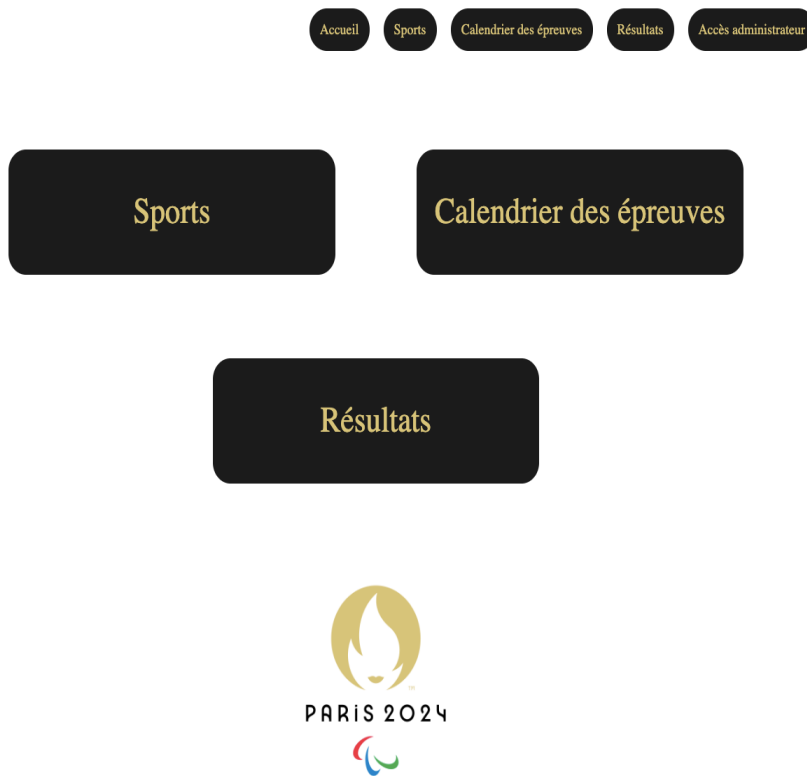 Accueil
Sports
Calendrier des épreuves
Résultats
Accès administrateur
Sports
Calendrier des épreuves
Résultats
PARiS 2024